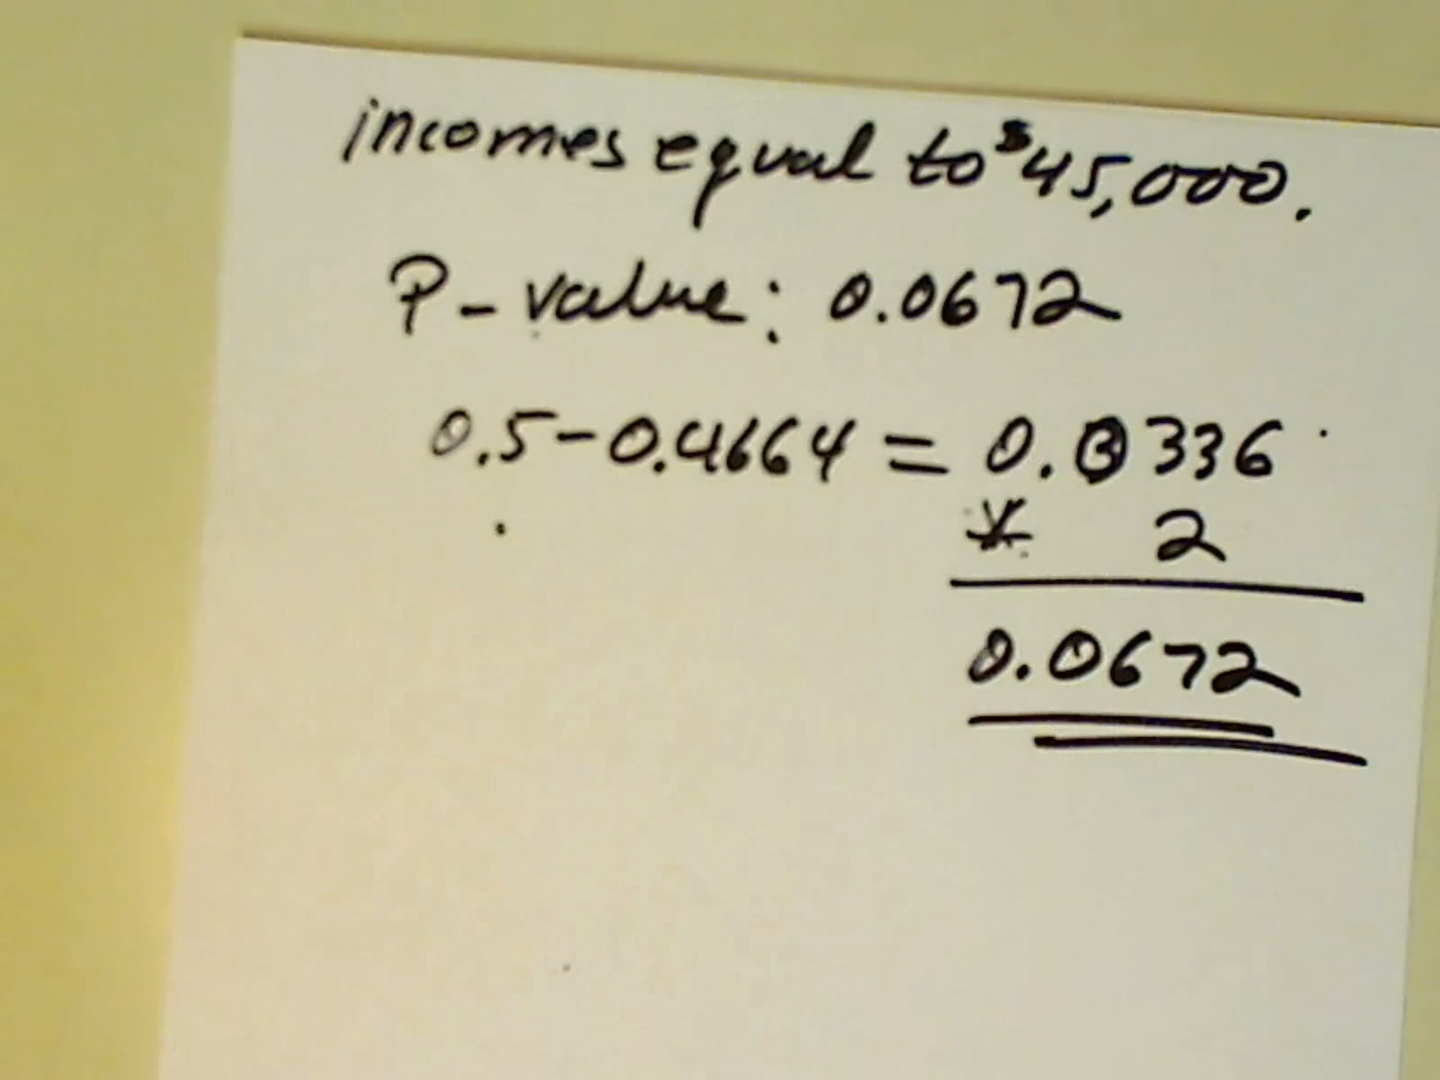 incomes equal to $45,000.
P-value: 0.0672
0.5-0.4664 = 0.0336
* 2
0.0672